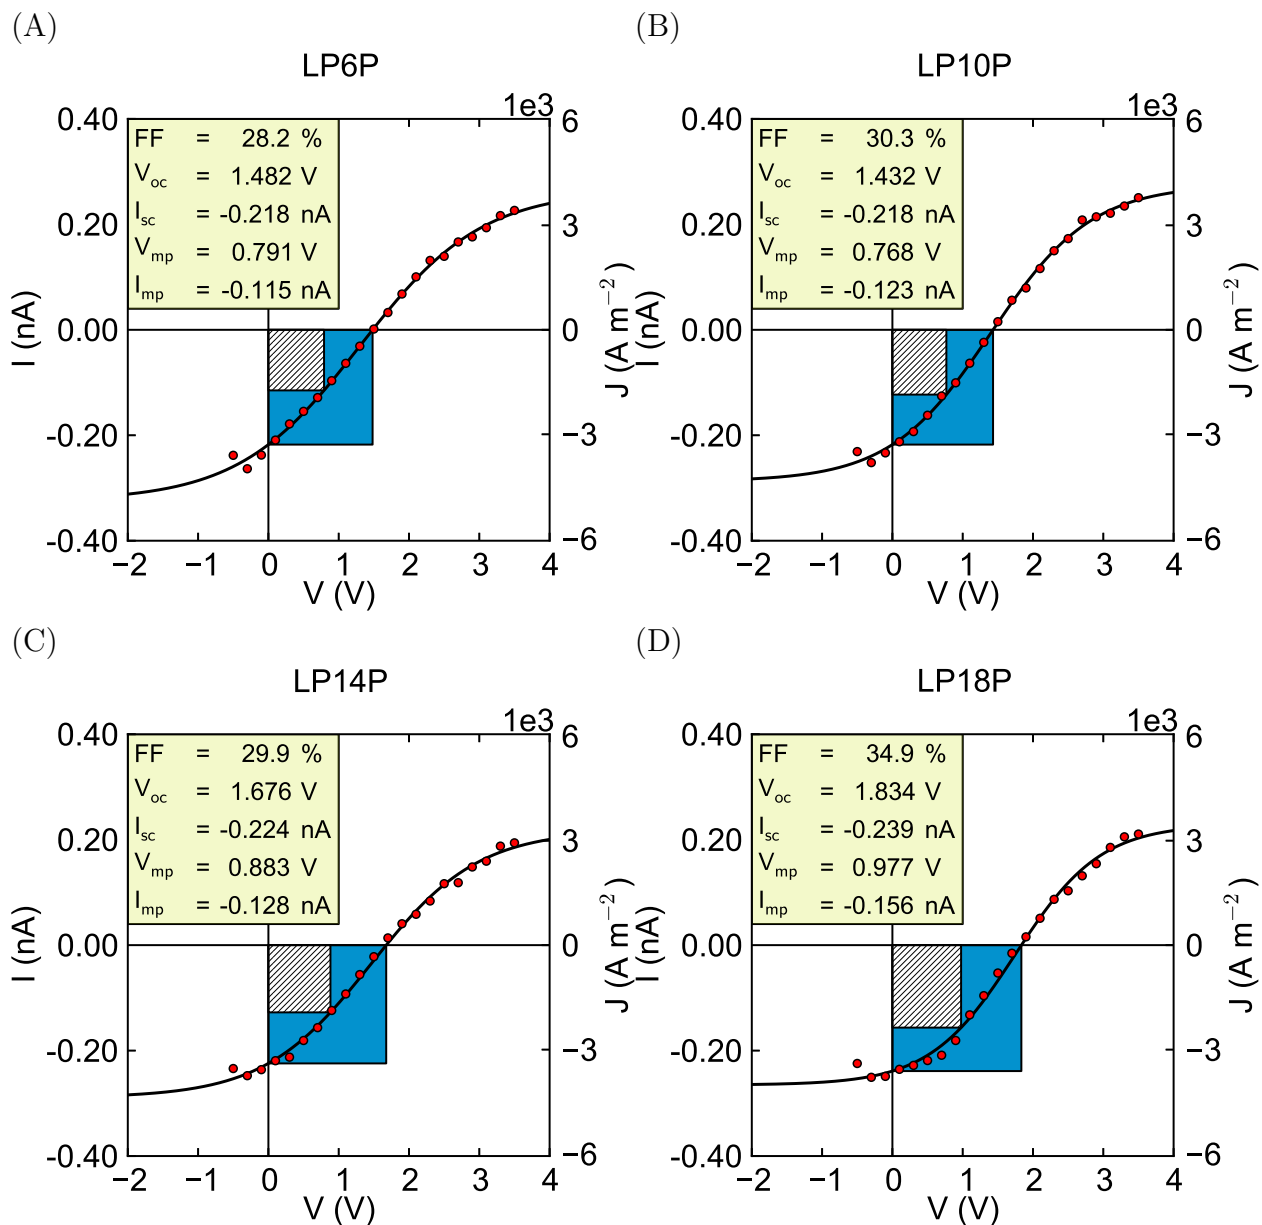 (A)
LP6P
1e3
0.40
0.20
0.00
-0.20
-0.40
I (nA)
FF = 28.2 %
Voc = 1.482 V
Isc = -0.218 nA
Vmp = 0.791 V
Imp = -0.115 nA
6
3
0
−3
−6
J (A m−2)
−2 −1 0 1 2 3 4
V (V)
(B)
LP10P
1e3
0.40
0.20
0.00
-0.20
-0.40
I (nA)
FF = 30.3 %
Voc = 1.432 V
Isc = -0.218 nA
Vmp = 0.768 V
Imp = -0.123 nA
6
3
0
−3
−6
J (A m−2)
−2 −1 0 1 2 3 4
V (V)
(C)
LP14P
1e3
0.40
0.20
0.00
-0.20
-0.40
I (nA)
FF = 29.9 %
Voc = 1.676 V
Isc = -0.224 nA
Vmp = 0.883 V
Imp = -0.128 nA
6
3
0
−3
−6
J (A m−2)
−2 −1 0 1 2 3 4
V (V)
(D)
LP18P
1e3
0.40
0.20
0.00
-0.20
-0.40
I (nA)
FF = 34.9 %
Voc = 1.834 V
Isc = -0.239 nA
Vmp = 0.977 V
Imp = -0.156 nA
6
3
0
−3
−6
J (A m−2)
−2 −1 0 1 2 3 4
V (V)